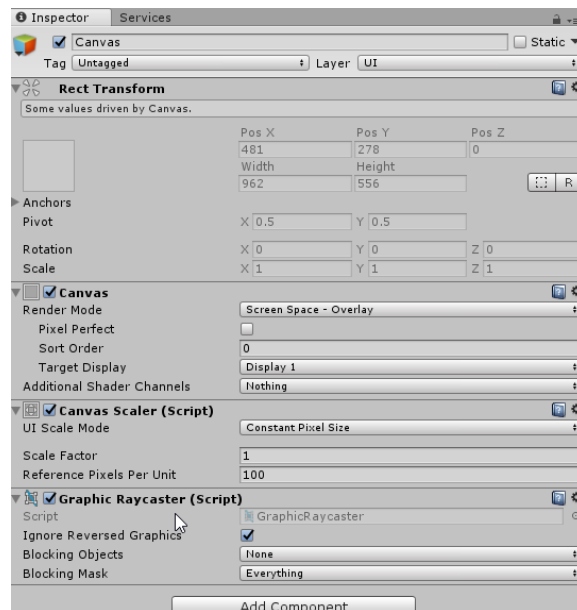 Inspector Services
Canvas Static
Tag Untagged Layer UI
Rect Transform
Some values driven by Canvas.
Pos X Pos Y Pos Z
481 278 0
Width Height
962 556 R
Anchors
Pivot X 0.5 Y 0.5
Rotation X 0 Y 0 Z 0
Scale X 1 Y 1 Z 1
Canvas
Render Mode Screen Space - Overlay
Pixel Perfect
Sort Order 0
Target Display Display 1
Additional Shader Channels Nothing
Canvas Scaler (Script)
UI Scale Mode Constant Pixel Size
Scale Factor 1
Reference Pixels Per Unit 100
Graphic Raycaster (Script)
Script GraphicRaycaster
Ignore Reversed Graphics
Blocking Objects None
Blocking Mask Everything
Add Component